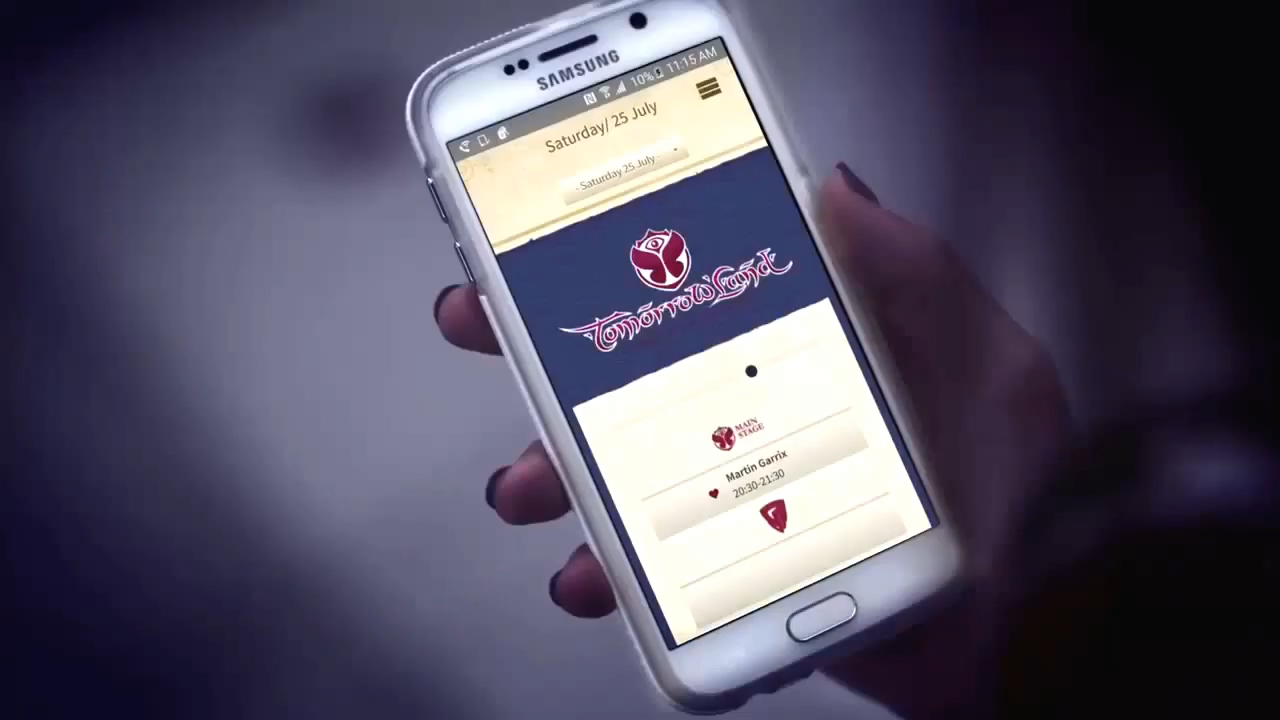 SAMSUNG
10% 11:15 AM
Saturday/ 25 July
- Saturday 25 July -
TomorrowLand
MAIN
STAGE
Martin Garrix
20:30-21:30